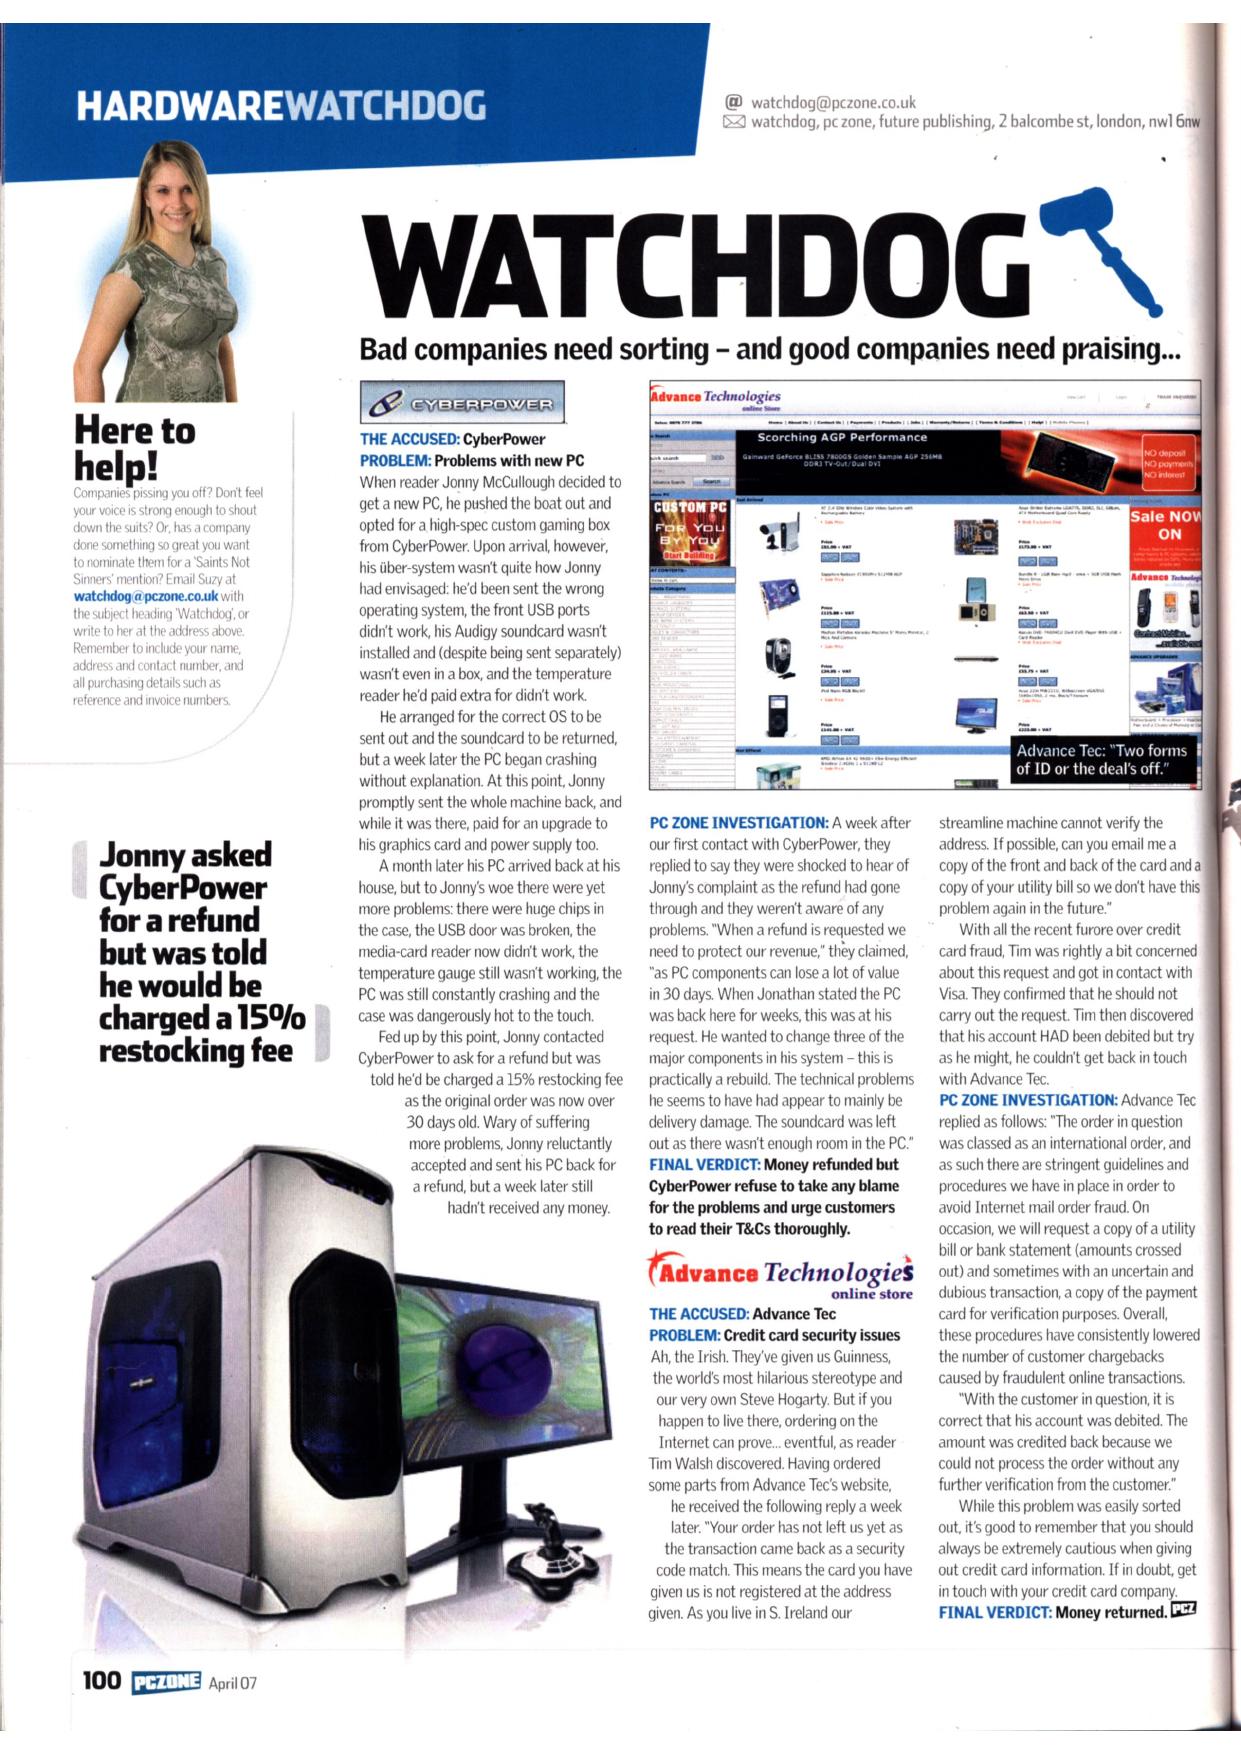 HARDWAREWATCHDOG
@ watchdog@pczone.co.uk
watchdog, pc zone, future publishing, 2 balcombe st, london, nw1 6nw
WATCHDOG
Bad companies need sorting – and good companies need praising...
Here to
help!
Companies pissing you off? Don't feel
your voice is strong enough to shout
down the suits? Or, has a company
done something so great you want
to nominate them for a 'Saints Not
Sinners' mention? Email Suzy at
watchdog@pczone.co.uk with
the subject heading 'Watchdog', or
write to her at the address above.
Remember to include your name,
address and contact number, and
all purchasing details such as
reference and invoice numbers.
Jonny asked
CyberPower
for a refund
but was told
he would be
charged a 15%
restocking fee
CYBERPOWER
THE ACCUSED: CyberPower
PROBLEM: Problems with new PC
When reader Jonny McCullough decided to
get a new PC, he pushed the boat out and
opted for a high-spec custom gaming box
from CyberPower. Upon arrival, however,
his über-system wasn't quite how Jonny
had envisaged: he'd been sent the wrong
operating system, the front USB ports
didn't work, his Audigy soundcard wasn't
installed and (despite being sent separately)
wasn't even in a box, and the temperature
reader he'd paid extra for didn't work.
He arranged for the correct OS to be
sent out and the soundcard to be returned,
but a week later the PC began crashing
without explanation. At this point, Jonny
promptly sent the whole machine back, and
while it was there, paid for an upgrade to
his graphics card and power supply too.
A month later his PC arrived back at his
house, but to Jonny's woe there were yet
more problems: there were huge chips in
the case, the USB door was broken, the
media-card reader now didn't work, the
temperature gauge still wasn't working, the
PC was still constantly crashing and the
case was dangerously hot to the touch.
Fed up by this point, Jonny contacted
CyberPower to ask for a refund but was
told he'd be charged a 15% restocking fee
as the original order was now over
30 days old. Wary of suffering
more problems, Jonny reluctantly
accepted and sent his PC back for
a refund, but a week later still
hadn't received any money.
Advance Technologies
online Store
Home | About Us | Contact Us | Payments | Products | Jobs | Warranty/Returns | Terms & Conditions | Help | Mobile Phones
Scorching AGP Performance
Gainward GeForce BLISS 7800GS Golden Sample AGP 256MB
DDR3 TV-Out/Dual DVI
NO deposit
NO payments
NO interest
Search
CUSTOM PC
FOR YOU
BY YOU
Start Building
Sale NOW
ON
Advance Tec: "Two forms
of ID or the deal's off."
PC ZONE INVESTIGATION: A week after
our first contact with CyberPower, they
replied to say they were shocked to hear of
Jonny's complaint as the refund had gone
through and they weren't aware of any
problems. "When a refund is requested we
need to protect our revenue," they claimed,
"as PC components can lose a lot of value
in 30 days. When Jonathan stated the PC
was back here for weeks, this was at his
request. He wanted to change three of the
major components in his system – this is
practically a rebuild. The technical problems
he seems to have had appear to mainly be
delivery damage. The soundcard was left
out as there wasn't enough room in the PC."
FINAL VERDICT: Money refunded but
CyberPower refuse to take any blame
for the problems and urge customers
to read their T&Cs thoroughly.
Advance Technologies
online store
THE ACCUSED: Advance Tec
PROBLEM: Credit card security issues
Ah, the Irish. They've given us Guinness,
the world's most hilarious stereotype and
our very own Steve Hogarty. But if you
happen to live there, ordering on the
Internet can prove... eventful, as reader
Tim Walsh discovered. Having ordered
some parts from Advance Tec's website,
he received the following reply a week
later. "Your order has not left us yet as
the transaction came back as a security
code match. This means the card you have
given us is not registered at the address
given. As you live in S. Ireland our
streamline machine cannot verify the
address. If possible, can you email me a
copy of the front and back of the card and a
copy of your utility bill so we don't have this
problem again in the future."
With all the recent furore over credit
card fraud, Tim was rightly a bit concerned
about this request and got in contact with
Visa. They confirmed that he should not
carry out the request. Tim then discovered
that his account HAD been debited but try
as he might, he couldn't get back in touch
with Advance Tec.
PC ZONE INVESTIGATION: Advance Tec
replied as follows: "The order in question
was classed as an international order, and
as such there are stringent guidelines and
procedures we have in place in order to
avoid Internet mail order fraud. On
occasion, we will request a copy of a utility
bill or bank statement (amounts crossed
out) and sometimes with an uncertain and
dubious transaction, a copy of the payment
card for verification purposes. Overall,
these procedures have consistently lowered
the number of customer chargebacks
caused by fraudulent online transactions.
"With the customer in question, it is
correct that his account was debited. The
amount was credited back because we
could not process the order without any
further verification from the customer."
While this problem was easily sorted
out, it's good to remember that you should
always be extremely cautious when giving
out credit card information. If in doubt, get
in touch with your credit card company.
FINAL VERDICT: Money returned. PCZ
100 PCZONE April 07